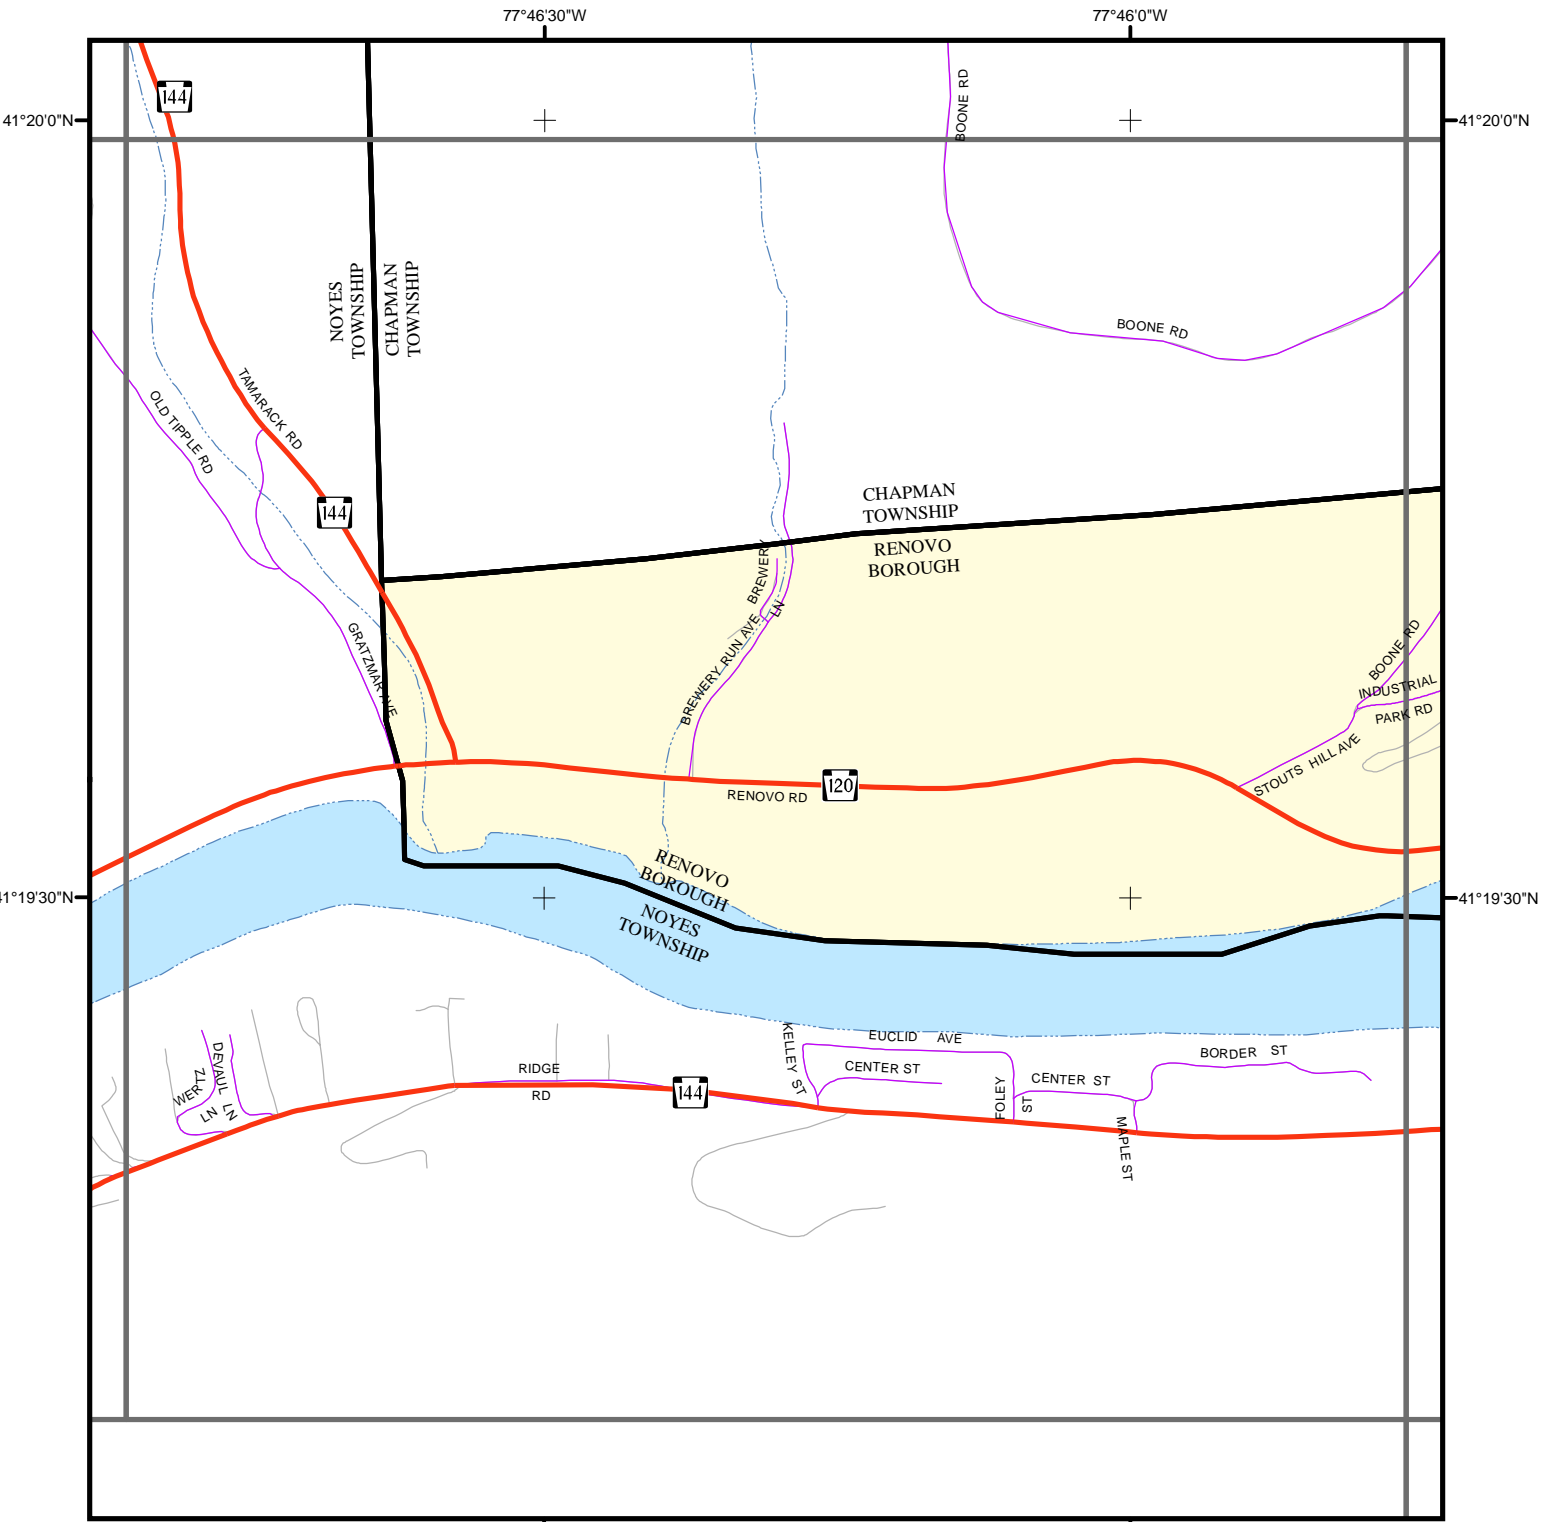 77°46'30"W
77°46'0"W
41°20'0"N
41°20'0"N
144
BOONE RD
NOYES
TOWNSHIP
CHAPMAN
TOWNSHIP
BOONE RD
TAMARACK RD
OLD TIPPLE RD
144
CHAPMAN
TOWNSHIP
RENOVO
BOROUGH
BREWERY
LN
BREWERY RUN AVE
GRATZMAR AVE
BOONE RD
INDUSTRIAL
PARK RD
STOUTS HILL AVE
120
RENOVO RD
RENOVO
BOROUGH
NOYES
TOWNSHIP
41°19'30"N
41°19'30"N
KELLEY ST
EUCLID AVE
CENTER ST
FOLEY
ST
CENTER ST
BORDER ST
MAPLE ST
DEVAUL
LN
WERTZ
LN
RIDGE
RD
144